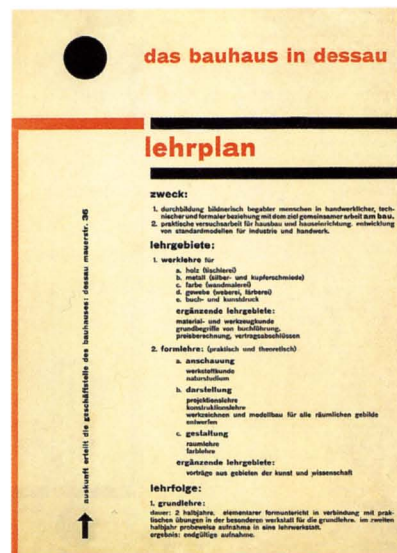 das bauhaus in dessau
lehrplan
zweck:
1. durchbildung bildnerisch begabter menschen in handwerklicher, tech-
nischer und formaler beziehung mit dem ziel gemeinsamer arbeit am bau.
2. praktische versuchsarbeit für hausbau und hauseinrichtung. entwicklung
von standardmodellen für industrie und handwerk.
lehrgebiete:
1. werklehre für
a. holz (tischlerei)
b. metall (silber- und kupferschmiede)
c. farbe (wandmalerei)
d. gewebe (weberei, färberei)
e. buch- und kunstdruck
ergänzende lehrgebiete:
material- und werkzeugkunde
grundbegriffe von buchführung,
preisberechnung, vertragsabschlüssen
2. formlehre: (praktisch und theoretisch)
a. anschauung
werkstoffkunde
naturstudium
b. darstellung
projektionslehre
konstruktionslehre
werkzeichnen und modellbau für alle räumlichen gebilde
entwerfen
c. gestaltung
raumlehre
farblehre
ergänzende lehrgebiete:
vorträge aus gebieten der kunst und wissenschaft
lehrfolge:
1. grundlehre:
dauer: 2 halbjahre. elementarer formunterricht in verbindung mit prak-
tischen übungen in der besonderen werkstatt für die grundlehre. im zweiten
halbjahr probeweise aufnahme in eine lehrwerkstatt.
ergebnis: endgültige aufnahme.
auskunft erteilt die geschäftstelle des bauhauses: dessau mauerstr. 36